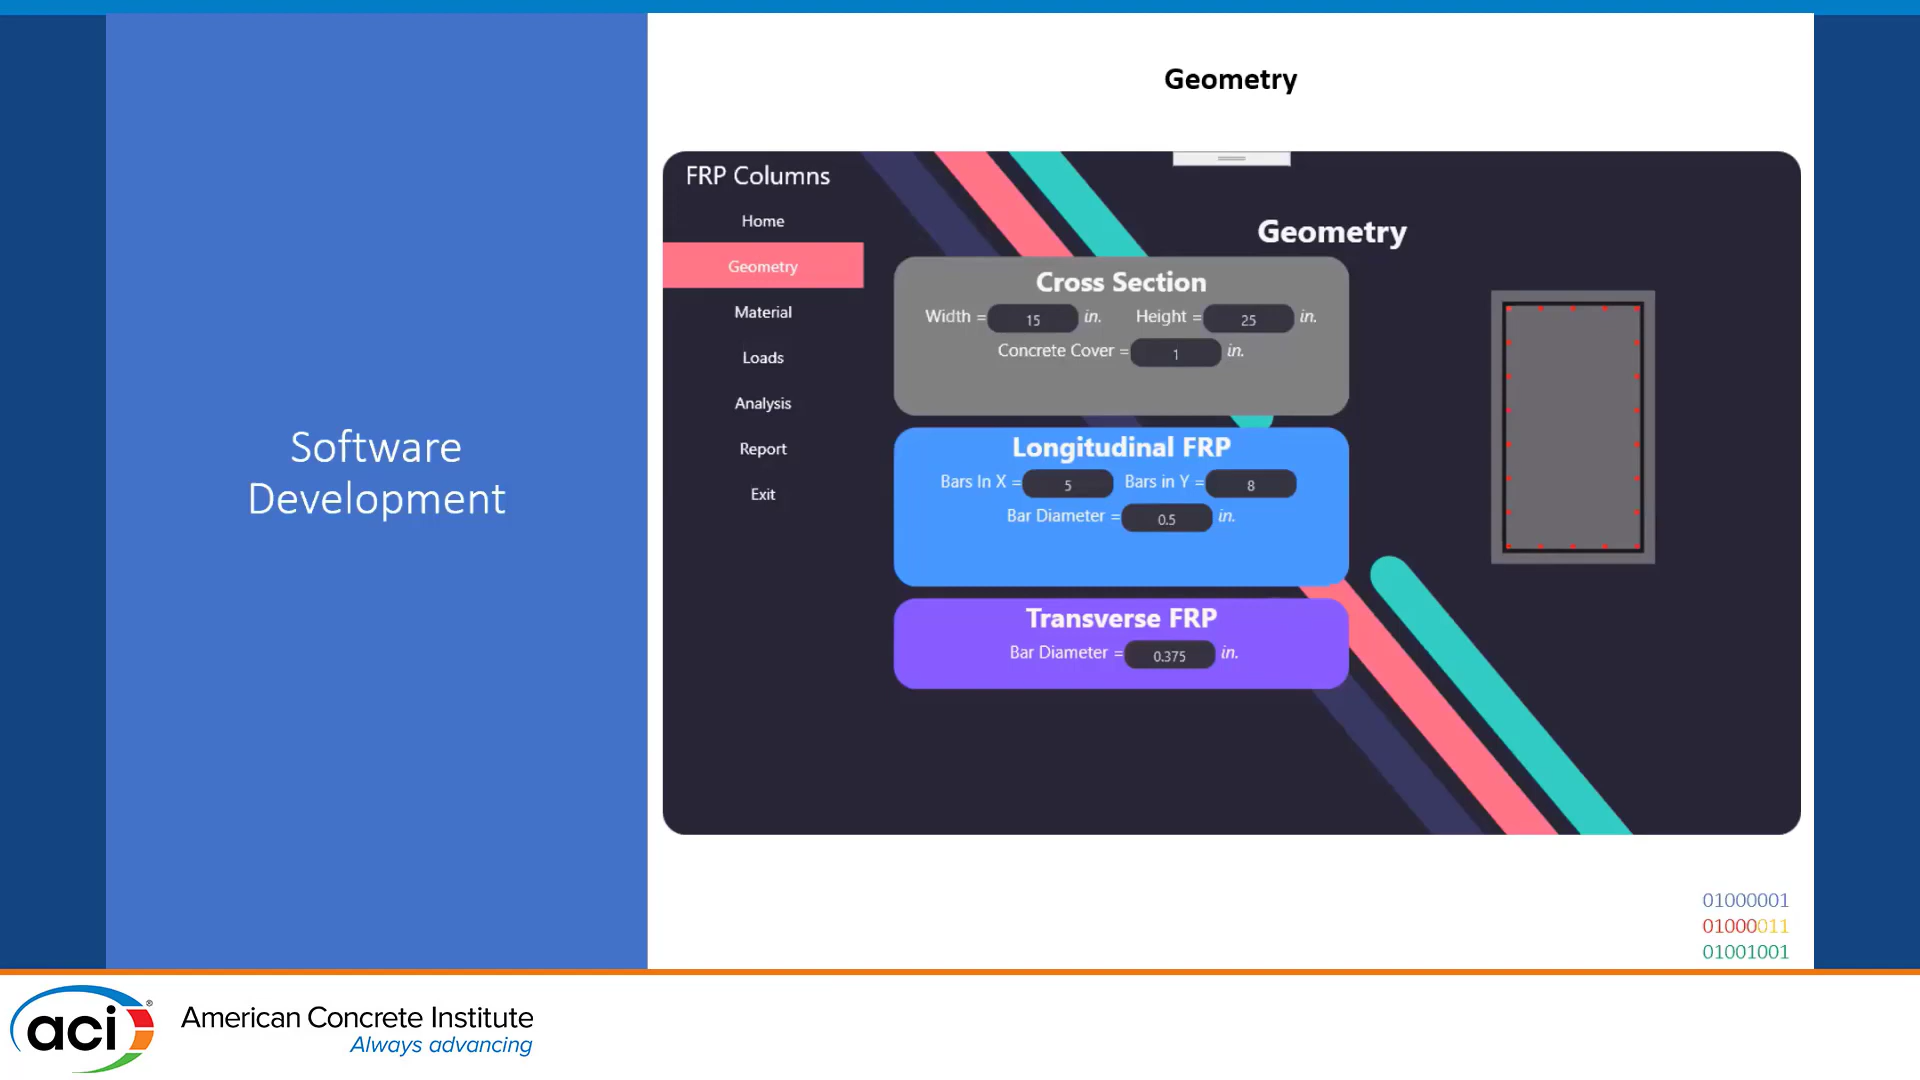 Geometry
Software
Development
FRP Columns
Home
Geometry
Material
Loads
Analysis
Report
Exit
Geometry
Cross Section
Width = 15 in. Height = 25 in.
Concrete Cover = 1 in.
Longitudinal FRP
Bars In X = 5 Bars in Y = 8
Bar Diameter = 0.5 in.
Transverse FRP
Bar Diameter = 0.375 in.
01000001
01000011
01001001
aci®
American Concrete Institute
Always advancing